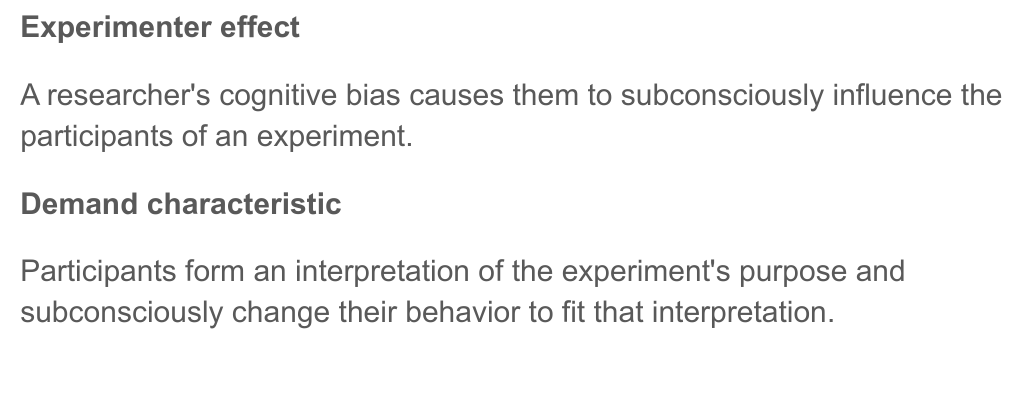 Experimenter effect
A researcher's cognitive bias causes them to subconsciously influence the
participants of an experiment.
Demand characteristic
Participants form an interpretation of the experiment's purpose and
subconsciously change their behavior to fit that interpretation.